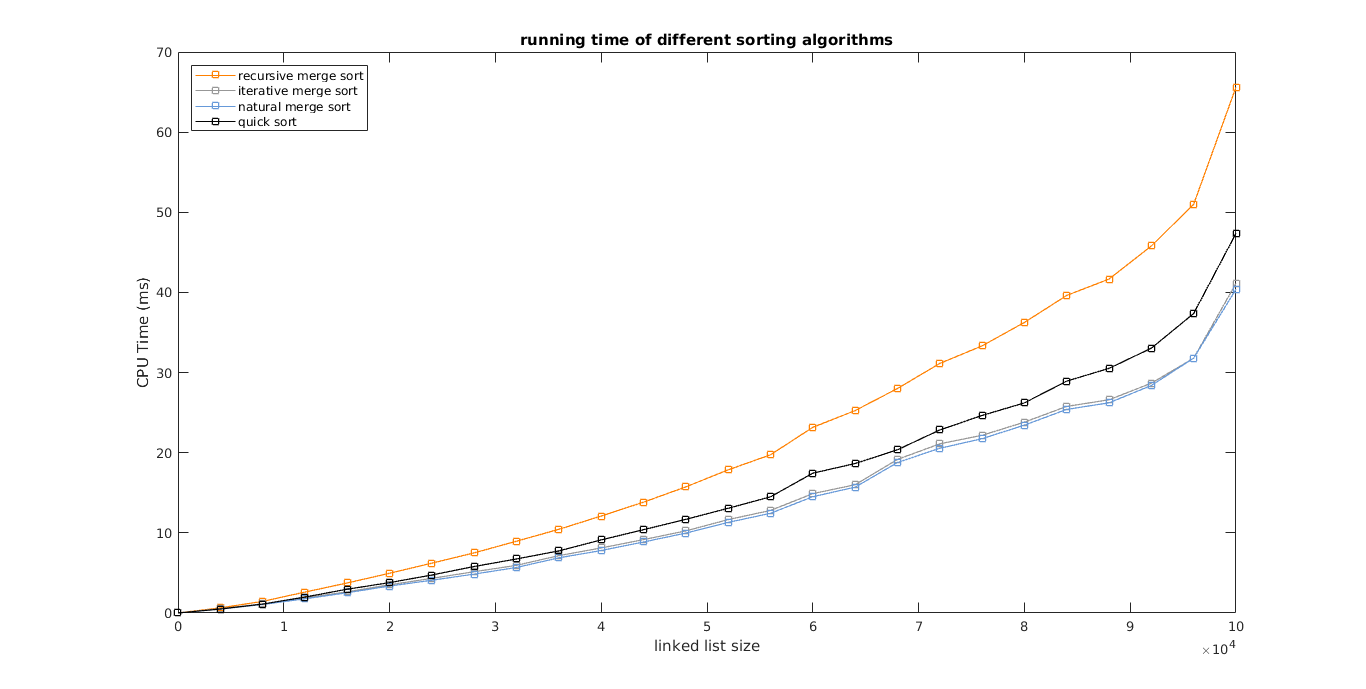 running time of different sorting algorithms
70
60
50
40
30
20
10
0
CPU Time (ms)
recursive merge sort
iterative merge sort
natural merge sort
quick sort
0 1 2 3 4 5 6 7 8 9 10
linked list size
×10^4